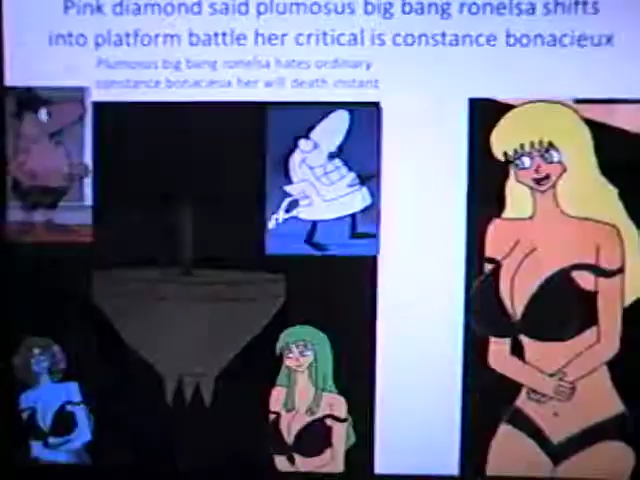 Pink diamond said plumosus big bang ronelsa shifts
into platform battle her critical is constance bonacieux
Plumosus big bang ronelsa hates ordinary
constance bonacieux her will death instant